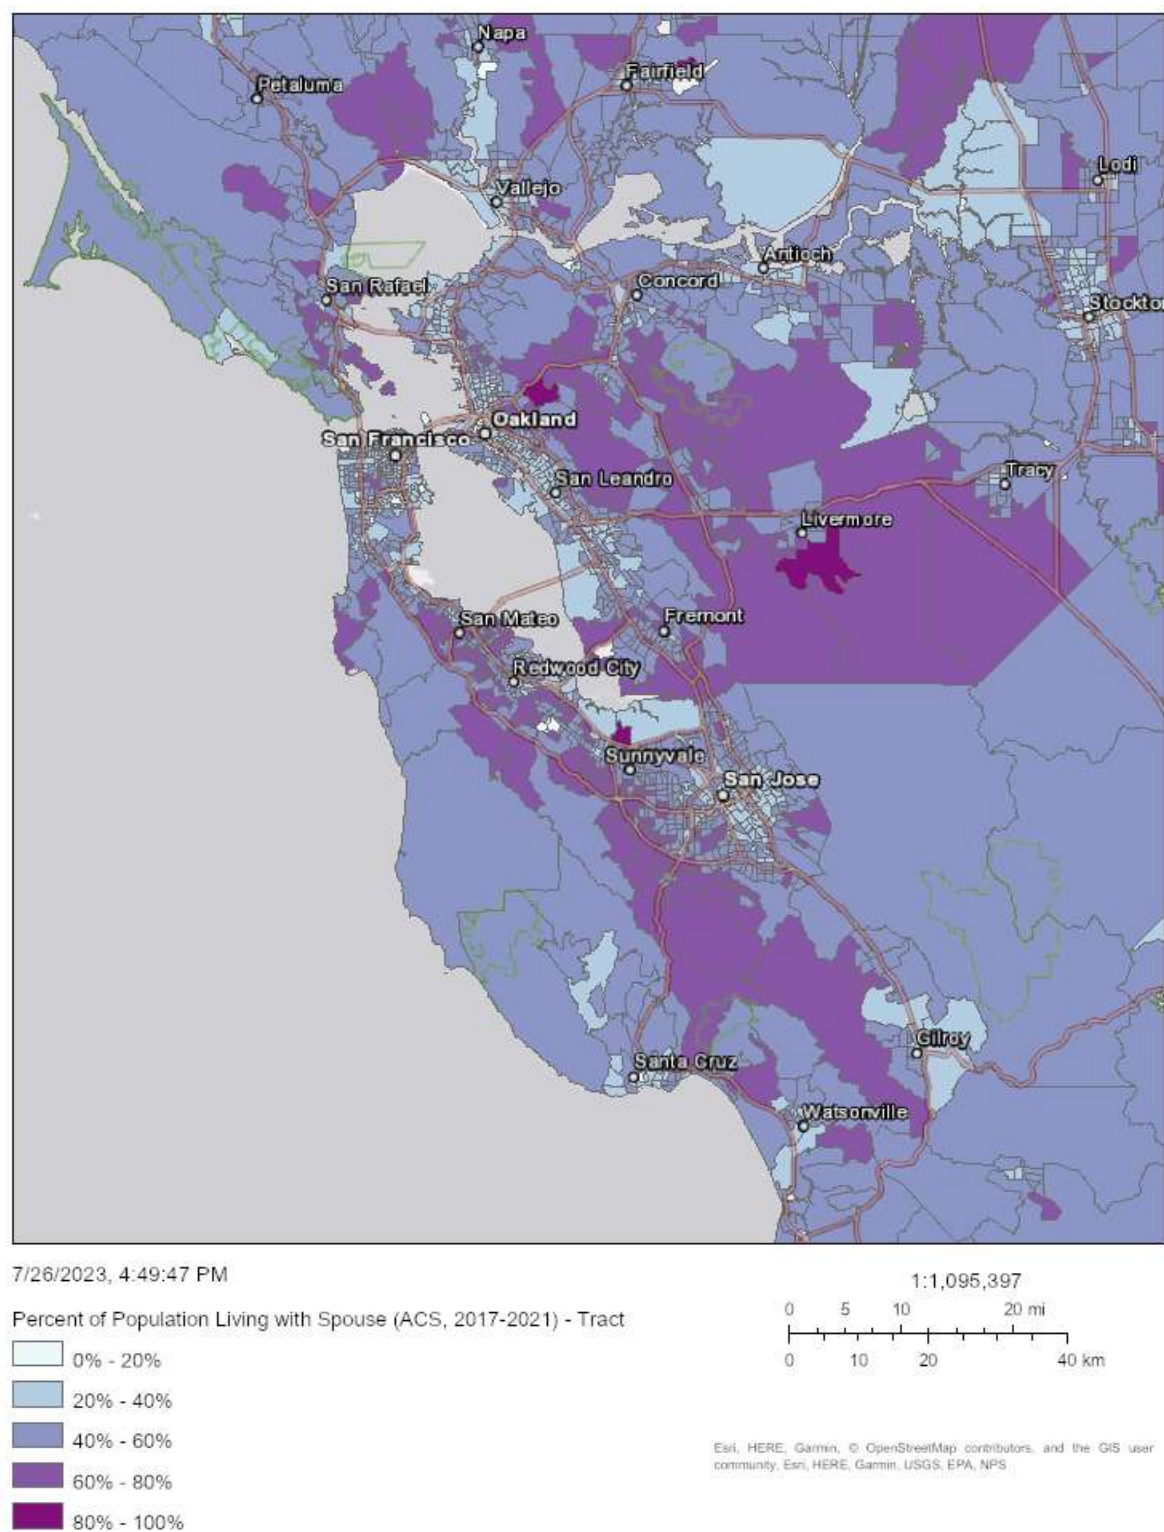 Napa
Fairfield
Petaluma
Lodi
Vallejo
Antioch
Concord
San Rafael
Stockto
Oakland
San Francisco
Tracy
San Leandro
Livermore
Fremont
San Mateo
Redwood City
Sunnyvale
San Jose
Gilroy
Santa Cruz
Watsonville
7/26/2023, 4:49:47 PM
1:1,095,397
0 5 10 20 mi
0 10 20 40 km
Percent of Population Living with Spouse (ACS, 2017-2021) - Tract
0% - 20%
20% - 40%
40% - 60%
60% - 80%
80% - 100%
Esri, HERE, Garmin, © OpenStreetMap contributors, and the GIS user
community, Esri, HERE, Garmin, USGS, EPA, NPS